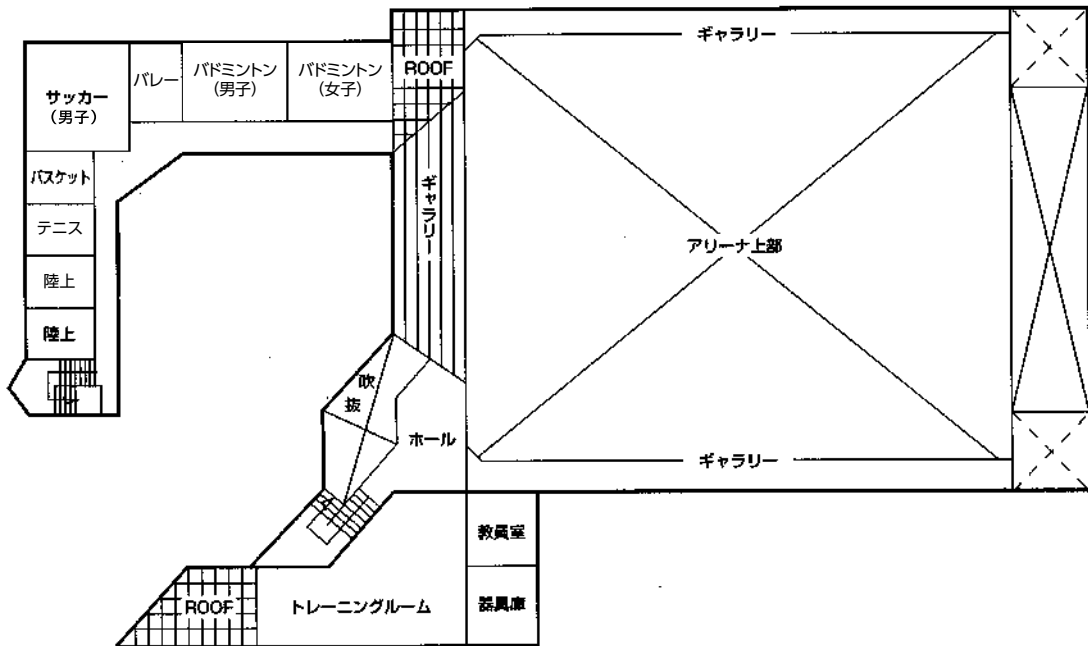 ギャラリー
ROOF
サッカー
(男子)
バレー
バドミントン
(男子)
バドミントン
(女子)
バスケット
テニス
陸上
陸上
ギャラリー
アリーナ上部
吹
抜
ホール
ギャラリー
教員室
器具庫
ROOF
トレーニングルーム